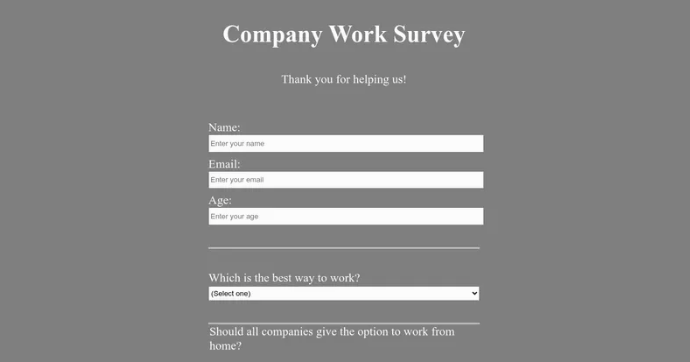 Company Work Survey
Thank you for helping us!
Name:
Enter your name
Email:
Enter your email
Age:
Enter your age
Which is the best way to work?
(Select one)
Should all companies give the option to work from
home?